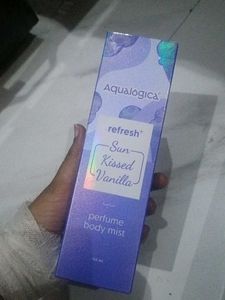 Aqualogica®
refresh+
Sun
Kissed
Vanilla
perfume
body mist